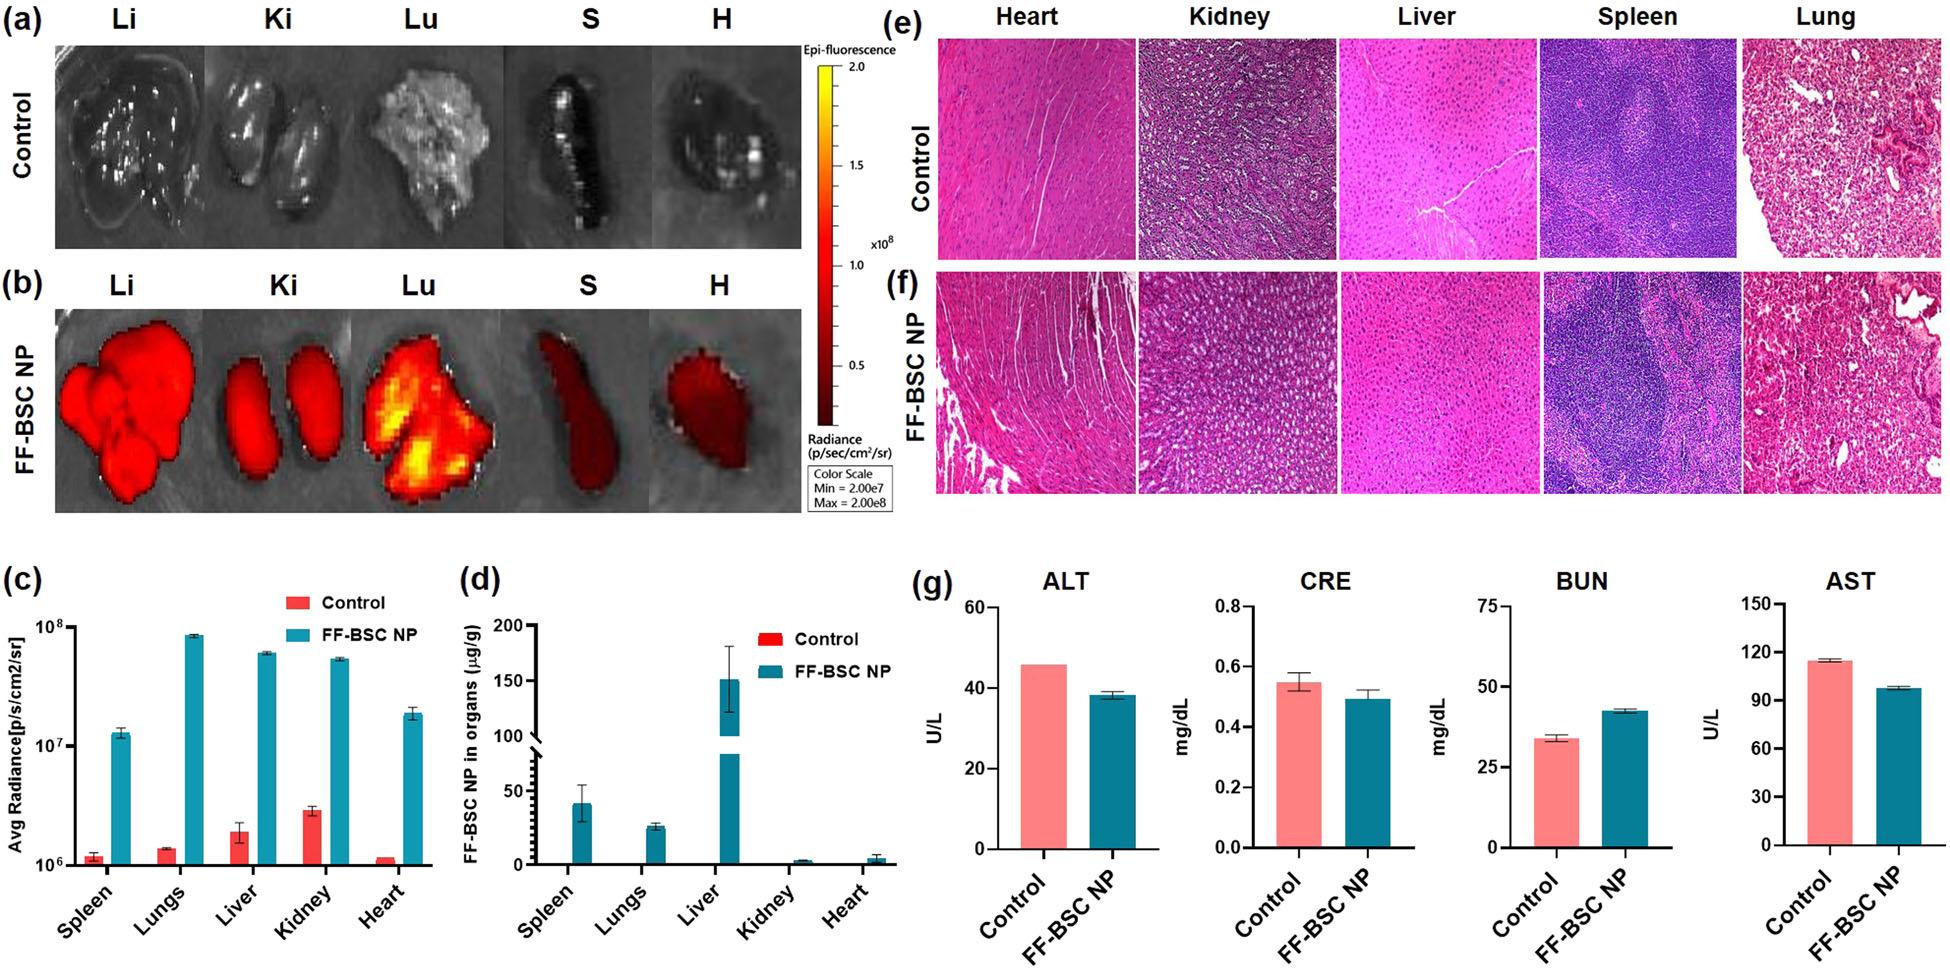 (a)
Li Ki Lu S H
Control
Epi-fluorescence
2.0
1.5
x10⁸
1.0
0.5
Radiance
(p/sec/cm²/sr)
Color Scale
Min = 2.00e7
Max = 2.00e8
(b)
Li Ki Lu S H
FF-BSC NP
(e)
Heart Kidney Liver Spleen Lung
Control
(f)
FF-BSC NP
(c)
Control
FF-BSC NP
Avg Radiance[p/s/cm2/sr]
10⁸
10⁷
10⁶
Spleen Lungs Liver Kidney Heart
(d)
Control
FF-BSC NP
FF-BSC NP in organs (µg/g)
200
150
100
50
0
Spleen Lungs Liver Kidney Heart
(g)
ALT
U/L
60
40
20
0
Control FF-BSC NP
CRE
mg/dL
0.8
0.6
0.4
0.2
0.0
Control FF-BSC NP
BUN
mg/dL
75
50
25
0
Control FF-BSC NP
AST
U/L
150
120
90
60
30
0
Control FF-BSC NP